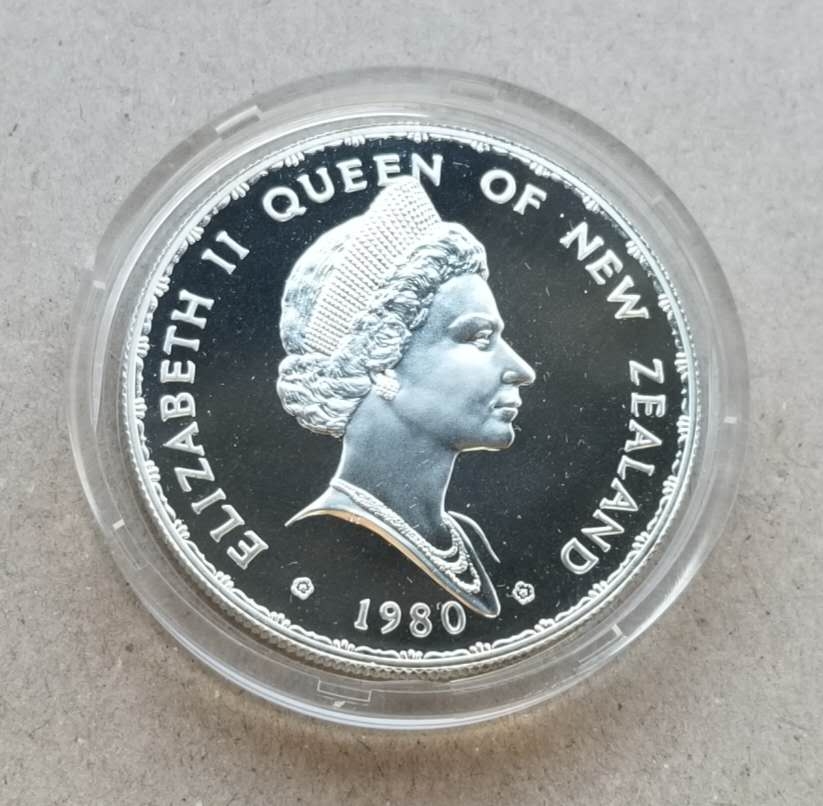 ELIZABETH II QUEEN OF NEW ZEALAND
1980